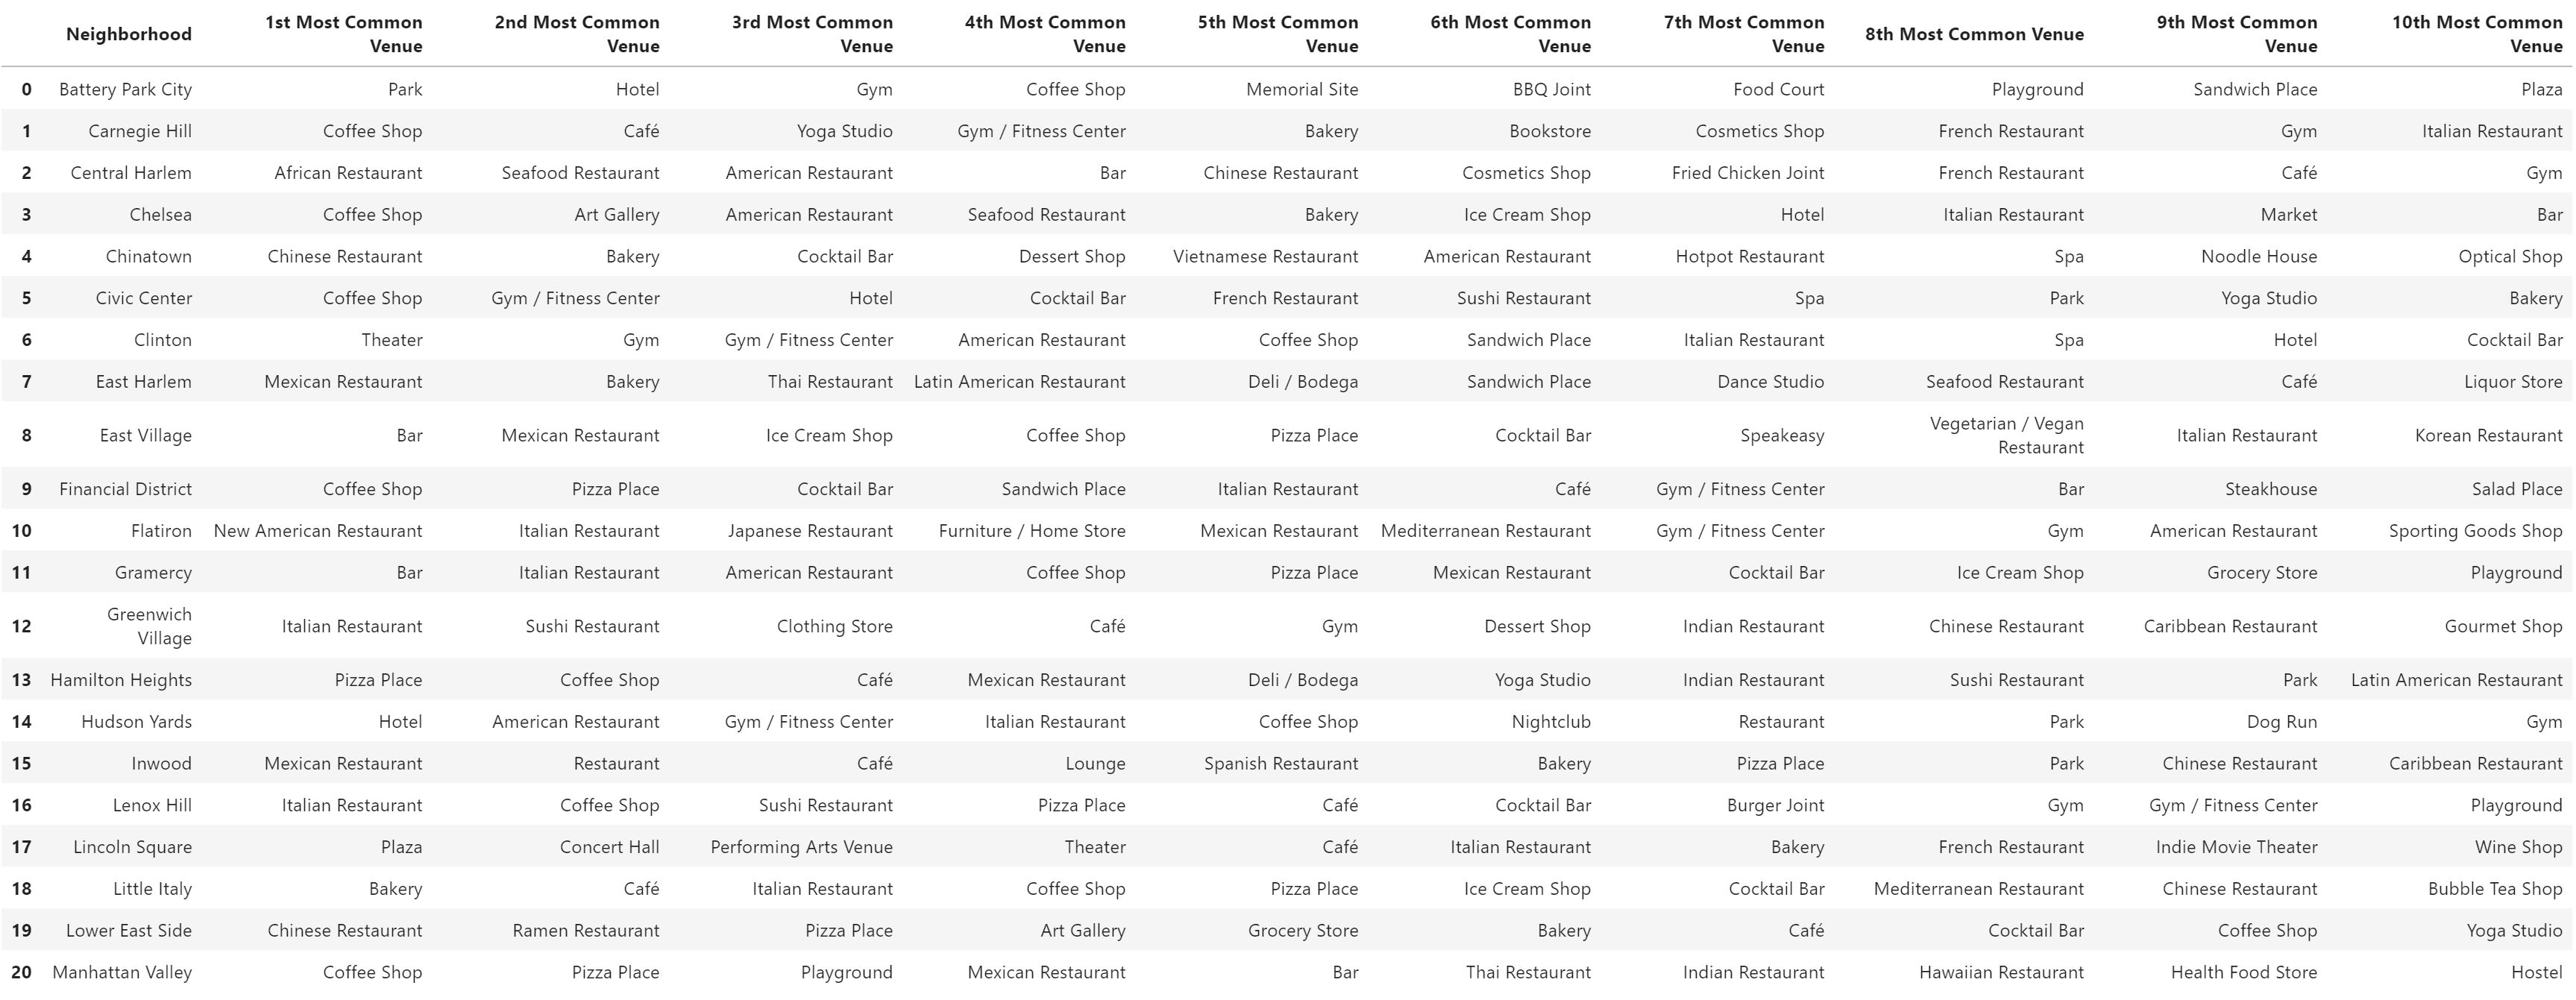 Neighborhood 1st Most Common Venue 2nd Most Common Venue 3rd Most Common Venue 4th Most Common Venue 5th Most Common Venue 6th Most Common Venue 7th Most Common Venue 8th Most Common Venue 9th Most Common Venue 10th Most Common Venue
0 Battery Park City Park Hotel Gym Coffee Shop Memorial Site BBQ Joint Food Court Playground Sandwich Place Plaza
1 Carnegie Hill Coffee Shop Café Yoga Studio Gym / Fitness Center Bakery Bookstore Cosmetics Shop French Restaurant Gym Italian Restaurant
2 Central Harlem African Restaurant Seafood Restaurant American Restaurant Bar Chinese Restaurant Cosmetics Shop Fried Chicken Joint French Restaurant Café Gym
3 Chelsea Coffee Shop Art Gallery American Restaurant Seafood Restaurant Bakery Ice Cream Shop Hotel Italian Restaurant Market Bar
4 Chinatown Chinese Restaurant Bakery Cocktail Bar Dessert Shop Vietnamese Restaurant American Restaurant Hotpot Restaurant Spa Noodle House Optical Shop
5 Civic Center Coffee Shop Gym / Fitness Center Hotel Cocktail Bar French Restaurant Sushi Restaurant Spa Park Yoga Studio Bakery
6 Clinton Theater Gym Gym / Fitness Center American Restaurant Coffee Shop Sandwich Place Italian Restaurant Spa Hotel Cocktail Bar
7 East Harlem Mexican Restaurant Bakery Thai Restaurant Latin American Restaurant Deli / Bodega Sandwich Place Dance Studio Seafood Restaurant Café Liquor Store
8 East Village Bar Mexican Restaurant Ice Cream Shop Coffee Shop Pizza Place Cocktail Bar Speakeasy Vegetarian / Vegan Restaurant Italian Restaurant Korean Restaurant
9 Financial District Coffee Shop Pizza Place Cocktail Bar Sandwich Place Italian Restaurant Café Gym / Fitness Center Bar Steakhouse Salad Place
10 Flatiron New American Restaurant Italian Restaurant Japanese Restaurant Furniture / Home Store Mexican Restaurant Mediterranean Restaurant Gym / Fitness Center Gym American Restaurant Sporting Goods Shop
11 Gramercy Bar Italian Restaurant American Restaurant Coffee Shop Pizza Place Mexican Restaurant Cocktail Bar Ice Cream Shop Grocery Store Playground
12 Greenwich Village Italian Restaurant Sushi Restaurant Clothing Store Café Gym Dessert Shop Indian Restaurant Chinese Restaurant Caribbean Restaurant Gourmet Shop
13 Hamilton Heights Pizza Place Coffee Shop Café Mexican Restaurant Deli / Bodega Yoga Studio Indian Restaurant Sushi Restaurant Park Latin American Restaurant
14 Hudson Yards Hotel American Restaurant Gym / Fitness Center Italian Restaurant Coffee Shop Nightclub Restaurant Park Dog Run Gym
15 Inwood Mexican Restaurant Restaurant Café Lounge Spanish Restaurant Bakery Pizza Place Park Chinese Restaurant Caribbean Restaurant
16 Lenox Hill Italian Restaurant Coffee Shop Sushi Restaurant Pizza Place Café Cocktail Bar Burger Joint Gym Gym / Fitness Center Playground
17 Lincoln Square Plaza Concert Hall Performing Arts Venue Theater Café Italian Restaurant Bakery French Restaurant Indie Movie Theater Wine Shop
18 Little Italy Bakery Café Italian Restaurant Coffee Shop Pizza Place Ice Cream Shop Cocktail Bar Mediterranean Restaurant Chinese Restaurant Bubble Tea Shop
19 Lower East Side Chinese Restaurant Ramen Restaurant Pizza Place Art Gallery Grocery Store Bakery Café Cocktail Bar Coffee Shop Yoga Studio
20 Manhattan Valley Coffee Shop Pizza Place Playground Mexican Restaurant Bar Thai Restaurant Indian Restaurant Hawaiian Restaurant Health Food Store Hostel